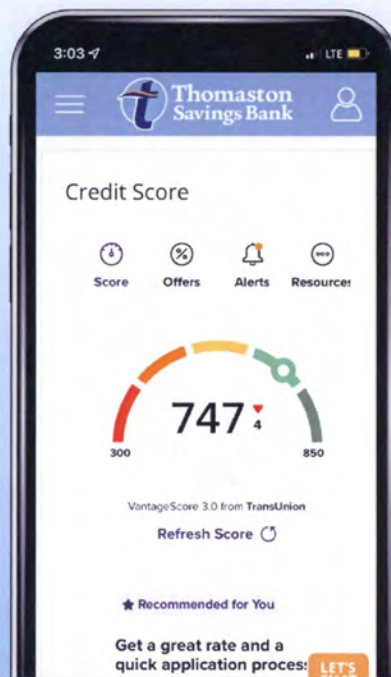 3:03
LTE
Thomaston
Savings Bank
Credit Score
Score Offers Alerts Resources
747 4
300 850
VantageScore 3.0 from TransUnion
Refresh Score
Recommended for You
Get a great rate and a
quick application process
LET'S
CHAT